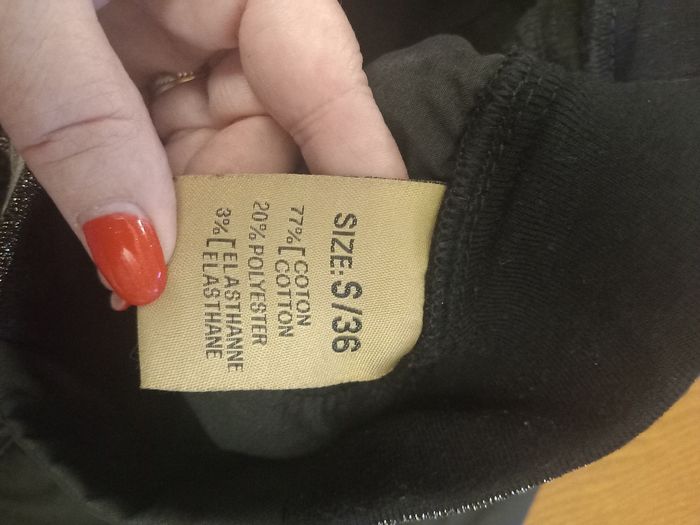 SIZE: S/36
77% [ COTON
COTTON
20% POLYESTER
3% [ ELASTHANNE
ELASTHANE